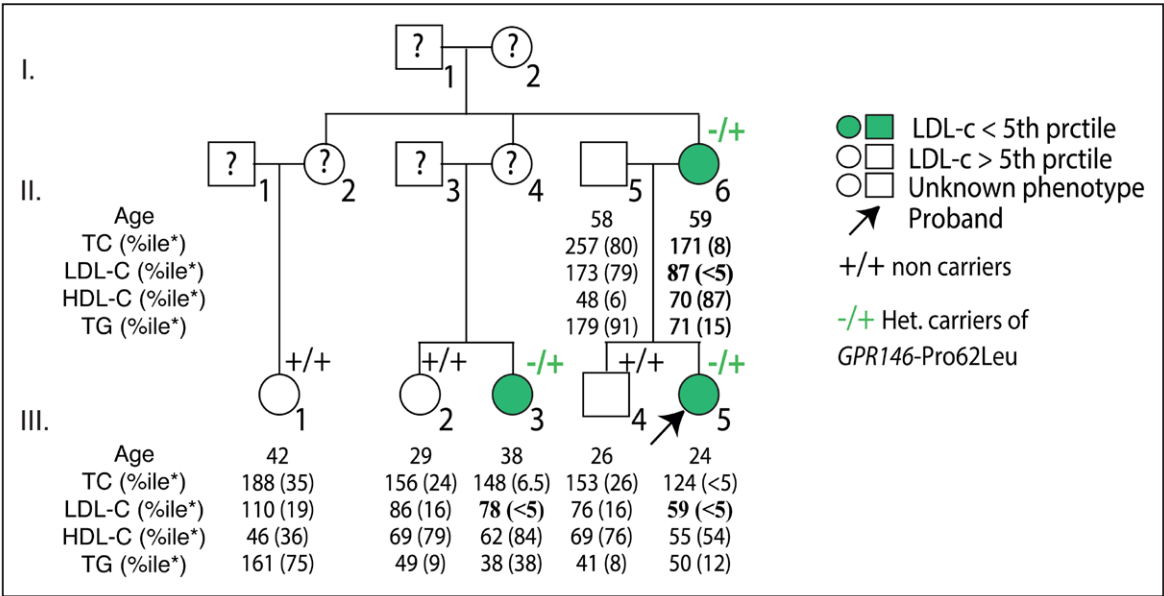 I.
? 1 ? 2
-/+
II.
? 1 ? 2 ? 3 ? 4 5 6
Age 58 59
TC (%ile*) 257 (80) 171 (8)
LDL-C (%ile*) 173 (79) 87 (<5)
HDL-C (%ile*) 48 (6) 70 (87)
TG (%ile*) 179 (91) 71 (15)
+/+ +/+ -/+ +/+ -/+
III.
1 2 3 4 5
Age 42 29 38 26 24
TC (%ile*) 188 (35) 156 (24) 148 (6.5) 153 (26) 124 (<5)
LDL-C (%ile*) 110 (19) 86 (16) 78 (<5) 76 (16) 59 (<5)
HDL-C (%ile*) 46 (36) 69 (79) 62 (84) 69 (76) 55 (54)
TG (%ile*) 161 (75) 49 (9) 38 (38) 41 (8) 50 (12)
LDL-c < 5th prctile
LDL-c > 5th prctile
Unknown phenotype
Proband
+/+ non carriers
-/+ Het. carriers of
GPR146-Pro62Leu